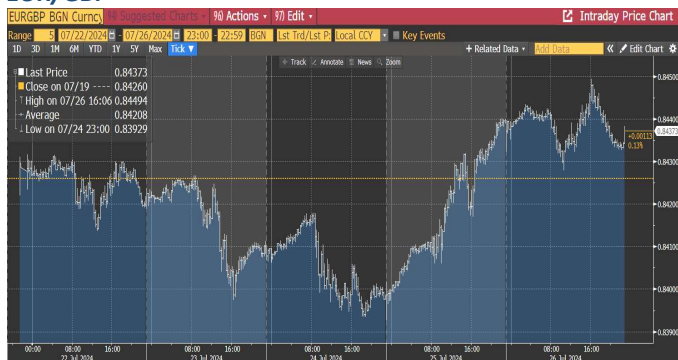 EURGBP BGN Curncy 94) Suggested Charts 96) Actions 97) Edit Intraday Price Chart
Range 5 07/22/2024 - 07/26/2024 23:00 - 22:59 BGN Lst Trd/Lst P Local CCY Key Events
1D 3D 1M 6M YTD 1Y 5Y Max Tick ▼ + Related Data Add Data « Edit Chart
Track Annotate News Zoom
Last Price 0.84373
Close on 07/19 ---- 0.84260
High on 07/26 16:06 0.84494
Average 0.84208
Low on 07/24 23:00 0.83929
0.84500
0.84400
0.84373
+0.00113
0.13%
0.84300
0.84200
0.84100
0.84000
0.83900
00:00 08:00 16:00 08:00 16:00 08:00 16:00 08:00 16:00 08:00 16:00
22 Jul 2024 23 Jul 2024 24 Jul 2024 25 Jul 2024 26 Jul 2024